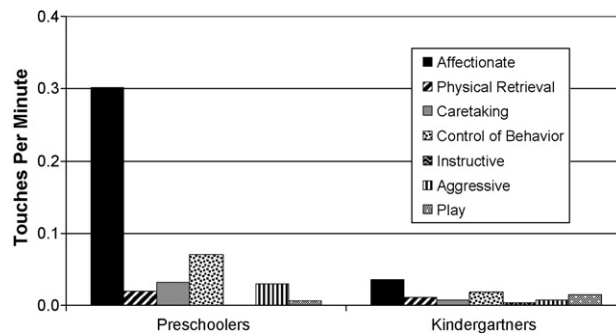 0.4
0.3
0.2
0.1
0.0
Touches Per Minute
Affectionate
Physical Retrieval
Caretaking
Control of Behavior
Instructive
Aggressive
Play
Preschoolers
Kindergartners